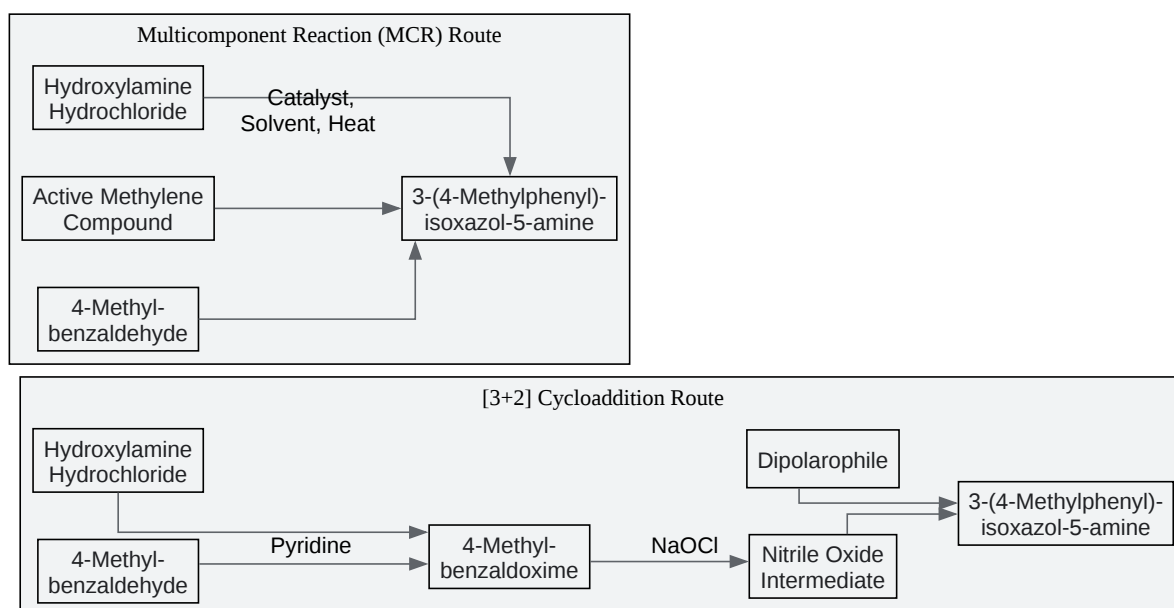 Multicomponent Reaction (MCR) Route
Hydroxylamine
Hydrochloride
Catalyst,
Solvent, Heat
Active Methylene
Compound
3-(4-Methylphenyl)-
isoxazol-5-amine
4-Methyl-
benzaldehyde
[3+2] Cycloaddition Route
Hydroxylamine
Hydrochloride
Dipolarophile
3-(4-Methylphenyl)-
isoxazol-5-amine
4-Methyl-
benzaldehyde
Pyridine
4-Methyl-
benzaldoxime
NaOCl
Nitrile Oxide
Intermediate